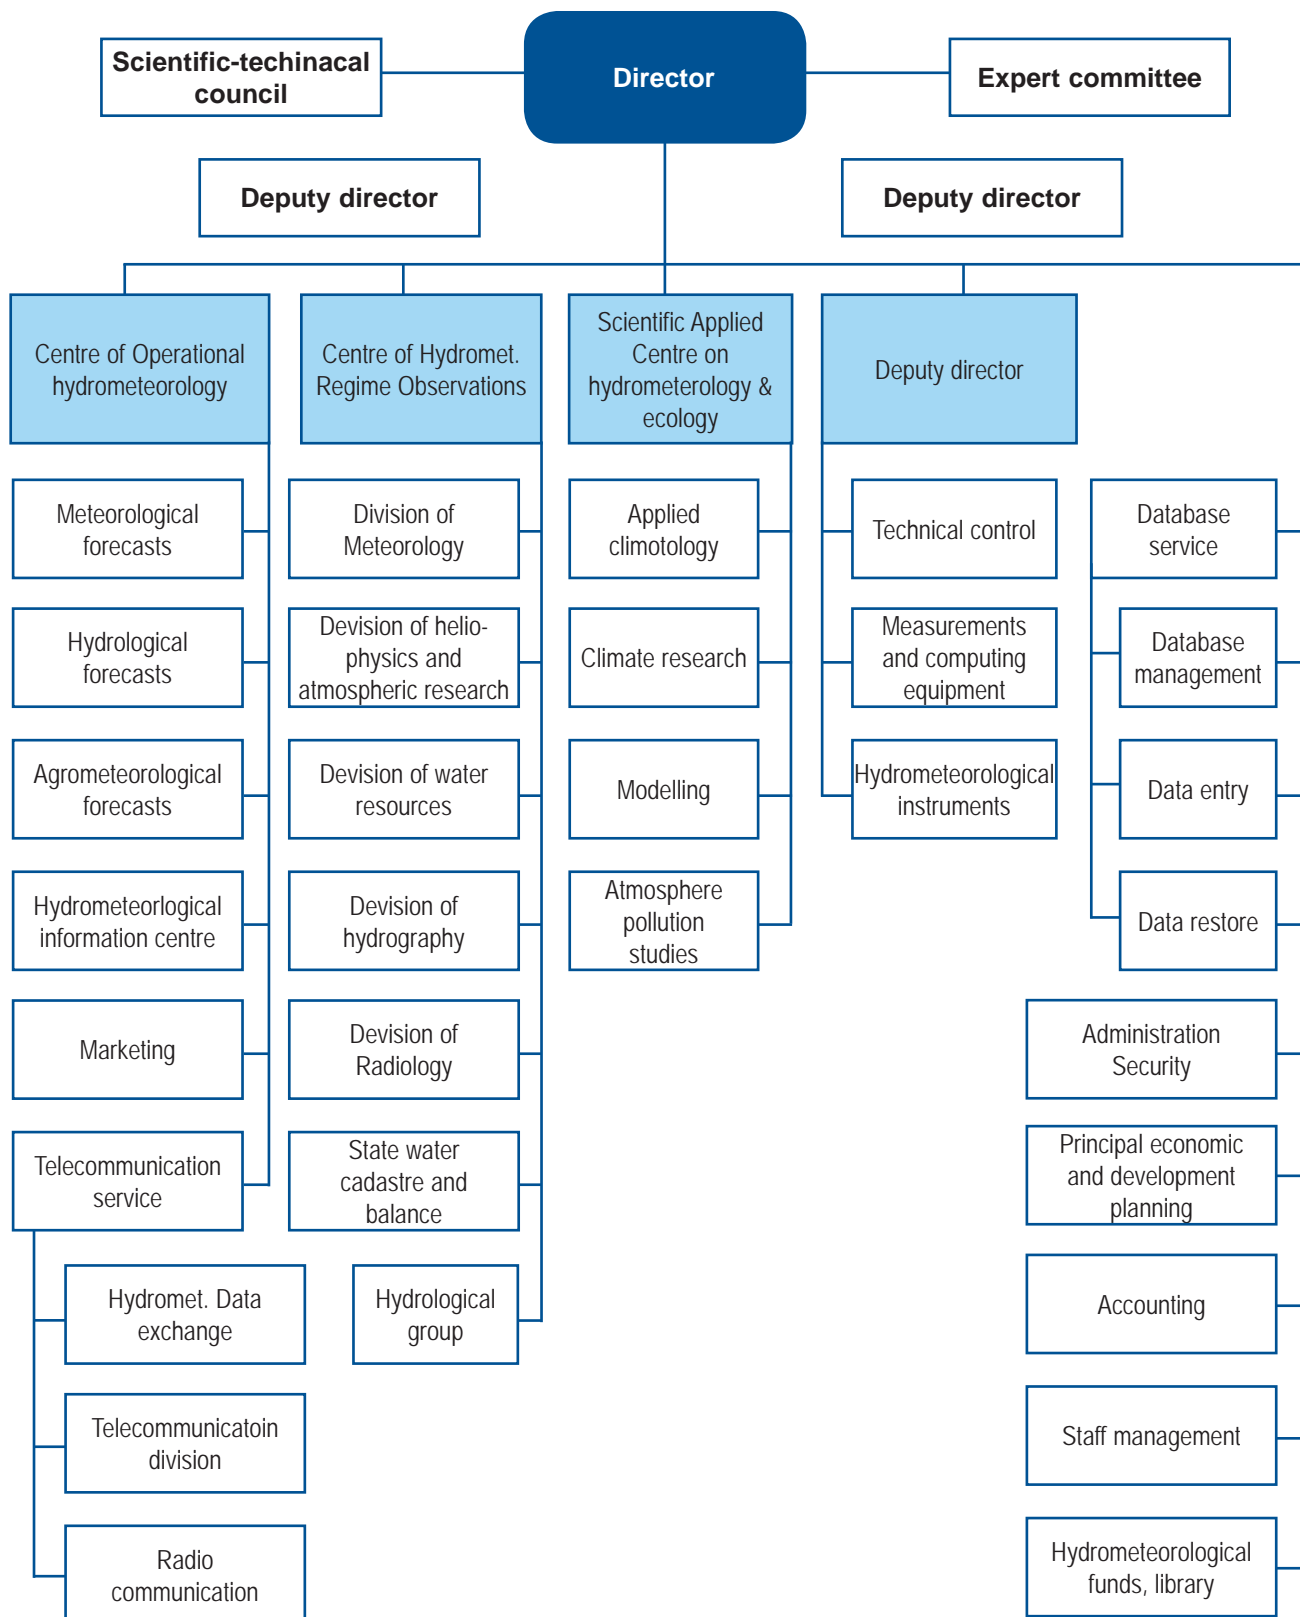 Scientific-techinacal
council
Director
Expert committee
Deputy director
Deputy director
Centre of Operational
hydrometeorology
Centre of Hydromet.
Regime Observations
Scientific Applied
Centre on
hydrometerology &
ecology
Deputy director
Meteorological
forecasts
Hydrological
forecasts
Agrometeorological
forecasts
Hydrometeorlogical
information centre
Marketing
Telecommunication
service
Hydromet. Data
exchange
Telecommunicatoin
division
Radio
communication
Division of
Meteorology
Devision of helio-
physics and
atmospheric research
Devision of water
resources
Devision of
hydrography
Devision of
Radiology
State water
cadastre and
balance
Hydrological
group
Applied
climotology
Climate research
Modelling
Atmosphere
pollution
studies
Technical control
Measurements
and computing
equipment
Hydrometeorological
instruments
Database
service
Database
management
Data entry
Data restore
Administration
Security
Principal economic
and development
planning
Accounting
Staff management
Hydrometeorological
funds, library